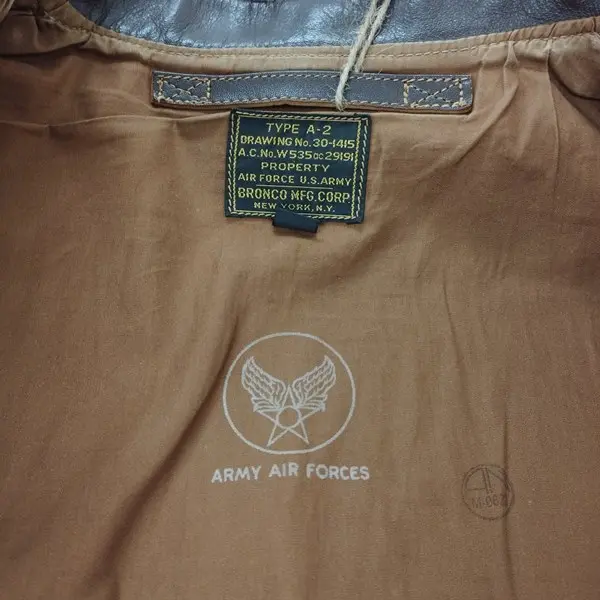 TYPE A-2
DRAWING No. 30-1415
A.C. No. W535 ac 29191
PROPERTY
AIR FORCE U.S. ARMY
BRONCO MFG. CORP.
NEW YORK, N.Y.
ARMY AIR FORCES